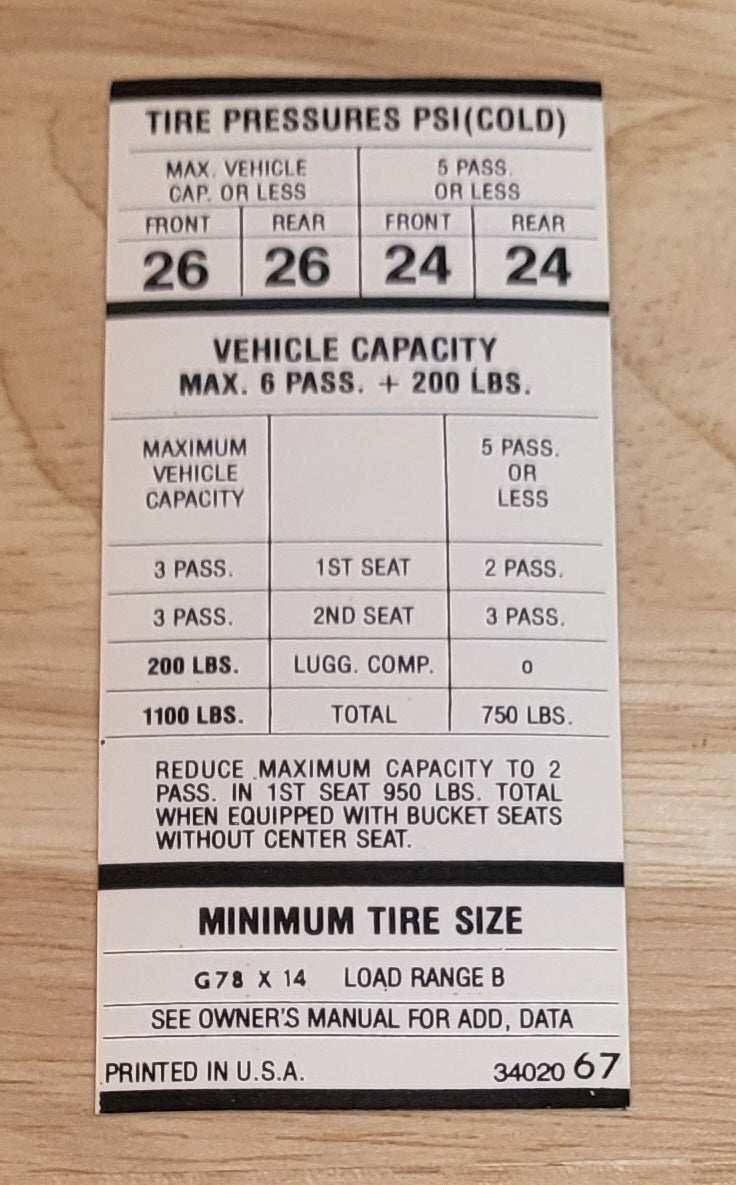 TIRE PRESSURES PSI(COLD)
MAX. VEHICLE CAP. OR LESS
5 PASS. OR LESS
FRONT REAR FRONT REAR
26 26 24 24
VEHICLE CAPACITY
MAX. 6 PASS. + 200 LBS.
MAXIMUM VEHICLE CAPACITY
5 PASS. OR LESS
3 PASS. 1ST SEAT 2 PASS.
3 PASS. 2ND SEAT 3 PASS.
200 LBS. LUGG. COMP. 0
1100 LBS. TOTAL 750 LBS.
REDUCE MAXIMUM CAPACITY TO 2
PASS. IN 1ST SEAT 950 LBS. TOTAL
WHEN EQUIPPED WITH BUCKET SEATS
WITHOUT CENTER SEAT.
MINIMUM TIRE SIZE
G78 X 14 LOAD RANGE B
SEE OWNER'S MANUAL FOR ADD, DATA
PRINTED IN U.S.A. 34020 67